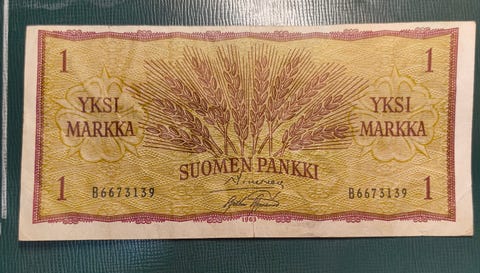 1 1
YKSI MARKKA
YKSI MARKKA
SUOMEN PANKKI
1 1
B6673139 B6673139
1963